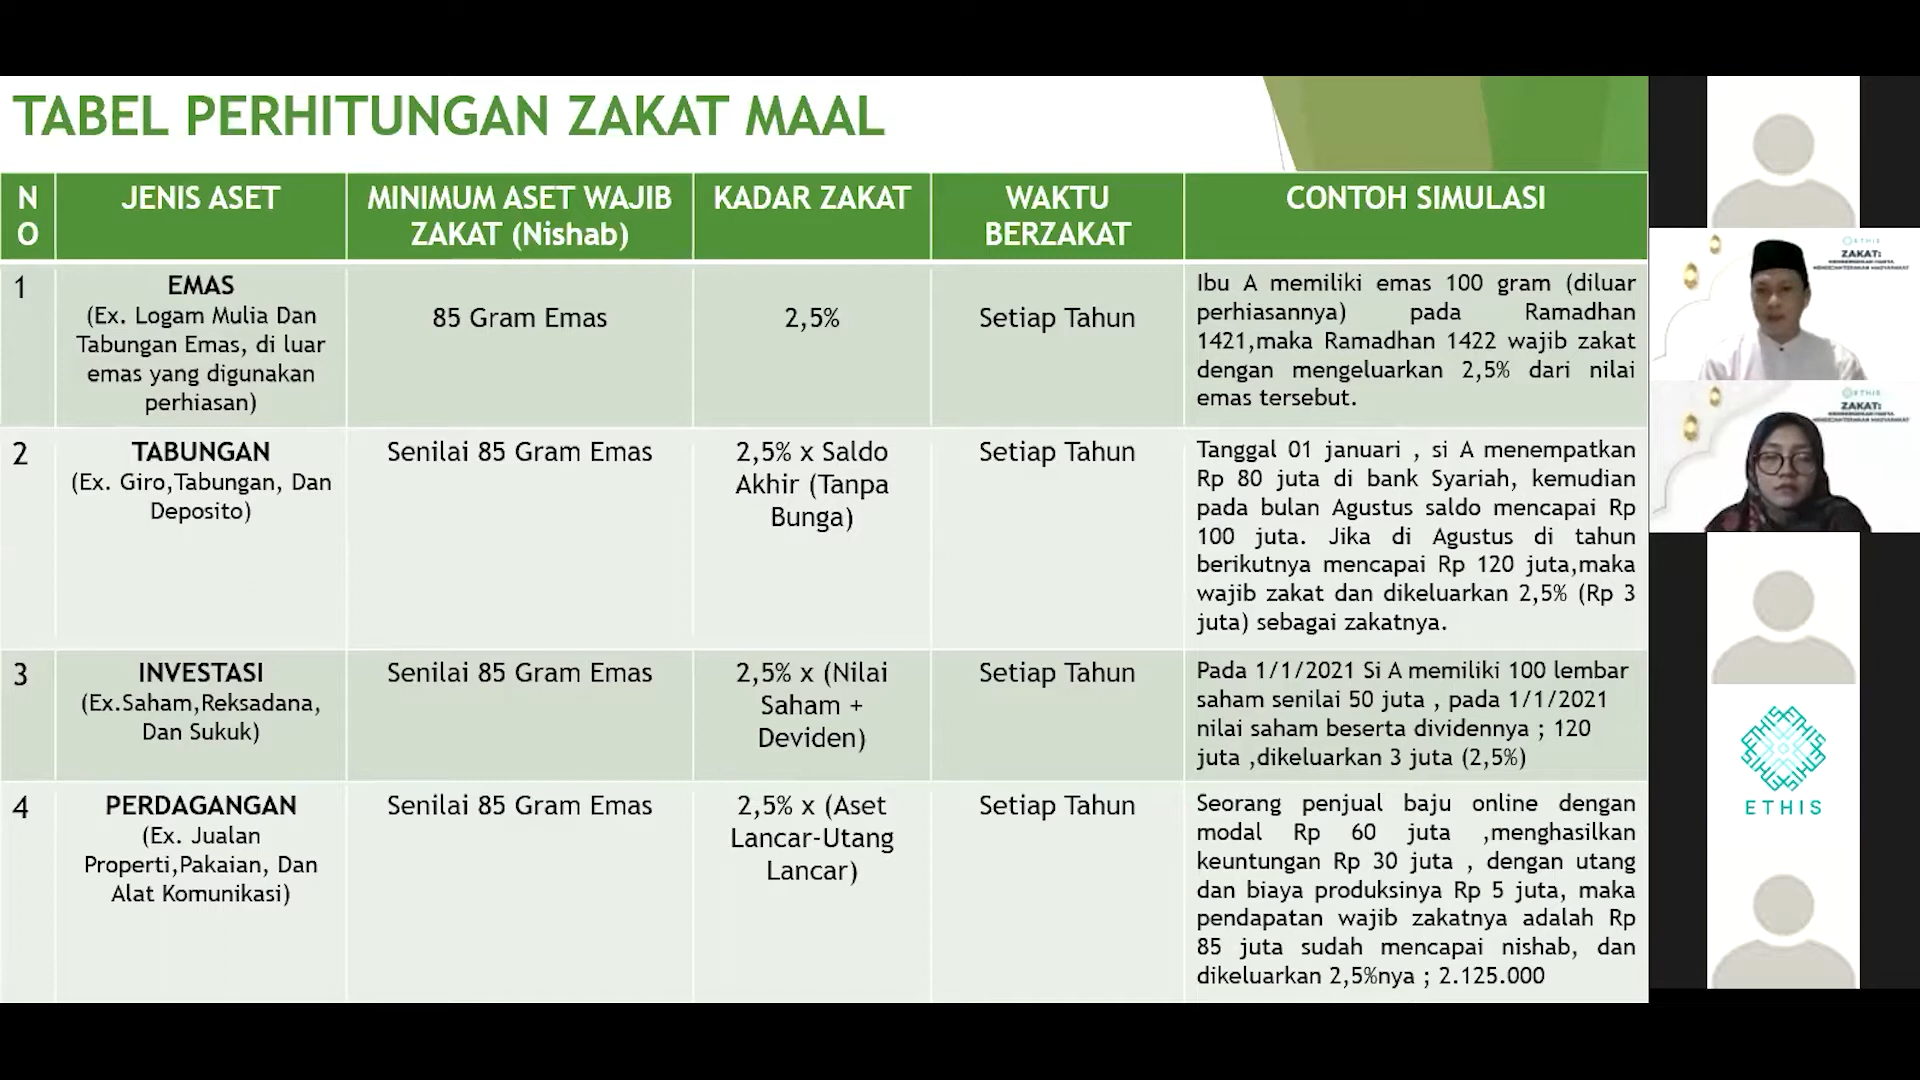 TABEL PERHITUNGAN ZAKAT MAAL
N
O
JENIS ASET
MINIMUM ASET WAJIB
ZAKAT (Nishab)
KADAR ZAKAT
WAKTU
BERZAKAT
CONTOH SIMULASI
1
EMAS
(Ex. Logam Mulia Dan
Tabungan Emas, di luar
emas yang digunakan
perhiasan)
85 Gram Emas
2,5%
Setiap Tahun
Ibu A memiliki emas 100 gram (diluar
perhiasannya) pada Ramadhan
1421,maka Ramadhan 1422 wajib zakat
dengan mengeluarkan 2,5% dari nilai
emas tersebut.
2
TABUNGAN
(Ex. Giro,Tabungan, Dan
Deposito)
Senilai 85 Gram Emas
2,5% x Saldo
Akhir (Tanpa
Bunga)
Setiap Tahun
Tanggal 01 januari , si A menempatkan
Rp 80 juta di bank Syariah, kemudian
pada bulan Agustus saldo mencapai Rp
100 juta. Jika di Agustus di tahun
berikutnya mencapai Rp 120 juta,maka
wajib zakat dan dikeluarkan 2,5% (Rp 3
juta) sebagai zakatnya.
3
INVESTASI
(Ex.Saham,Reksadana,
Dan Sukuk)
Senilai 85 Gram Emas
2,5% x (Nilai
Saham +
Deviden)
Setiap Tahun
Pada 1/1/2021 Si A memiliki 100 lembar
saham senilai 50 juta , pada 1/1/2021
nilai saham beserta dividennya ; 120
juta ,dikeluarkan 3 juta (2,5%)
4
PERDAGANGAN
(Ex. Jualan
Properti,Pakaian, Dan
Alat Komunikasi)
Senilai 85 Gram Emas
2,5% x (Aset
Lancar-Utang
Lancar)
Setiap Tahun
Seorang penjual baju online dengan
modal Rp 60 juta ,menghasilkan
keuntungan Rp 30 juta , dengan utang
dan biaya produksinya Rp 5 juta, maka
pendapatan wajib zakatnya adalah Rp
85 juta sudah mencapai nishab, dan
dikeluarkan 2,5%nya ; 2.125.000
ETHIS
ZAKAT:
ETHIS
ZAKAT:
ETHIS